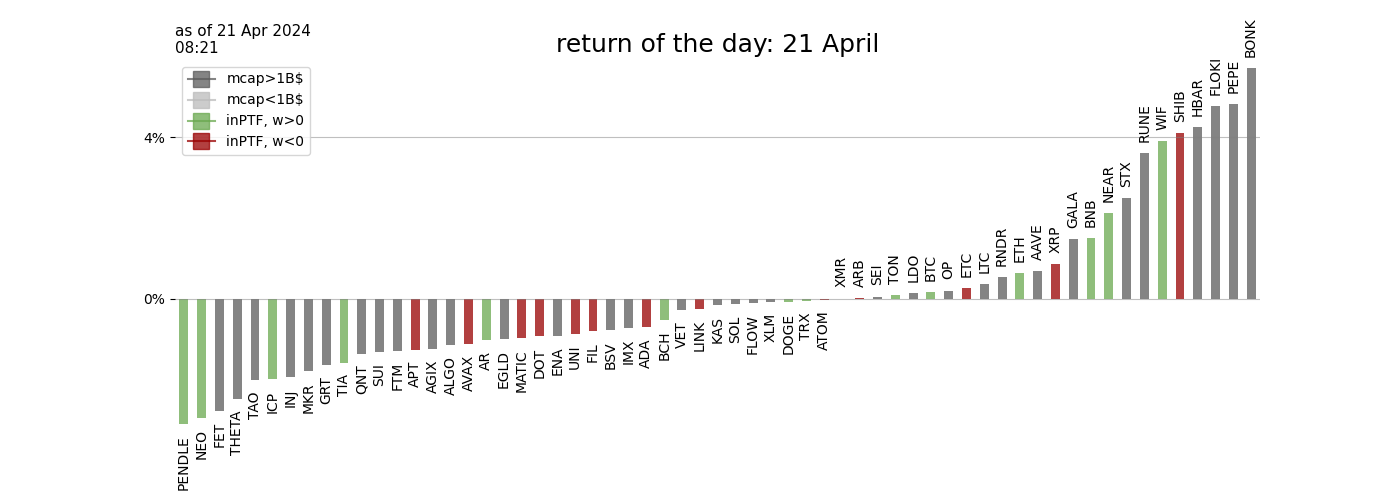 as of 21 Apr 2024
08:21
return of the day: 21 April
mcap>1B$
mcap<1B$
inPTF, w>0
inPTF, w<0
4%
0%
PENDLE
NEO
FET
THETA
TAO
ICP
INJ
MKR
GRT
TIA
QNT
SUI
FTM
APT
AGIX
ALGO
AVAX
AR
EGLD
MATIC
DOT
ENA
UNI
FIL
BSV
IMX
ADA
BCH
VET
LINK
KAS
SOL
FLOW
XLM
DOGE
TRX
ATOM
XMR
ARB
SEI
TON
LDO
BTC
OP
ETC
LTC
RNDR
ETH
AAVE
XRP
GALA
BNB
NEAR
STX
RUNE
WIF
SHIB
HBAR
FLOKI
PEPE
BONK